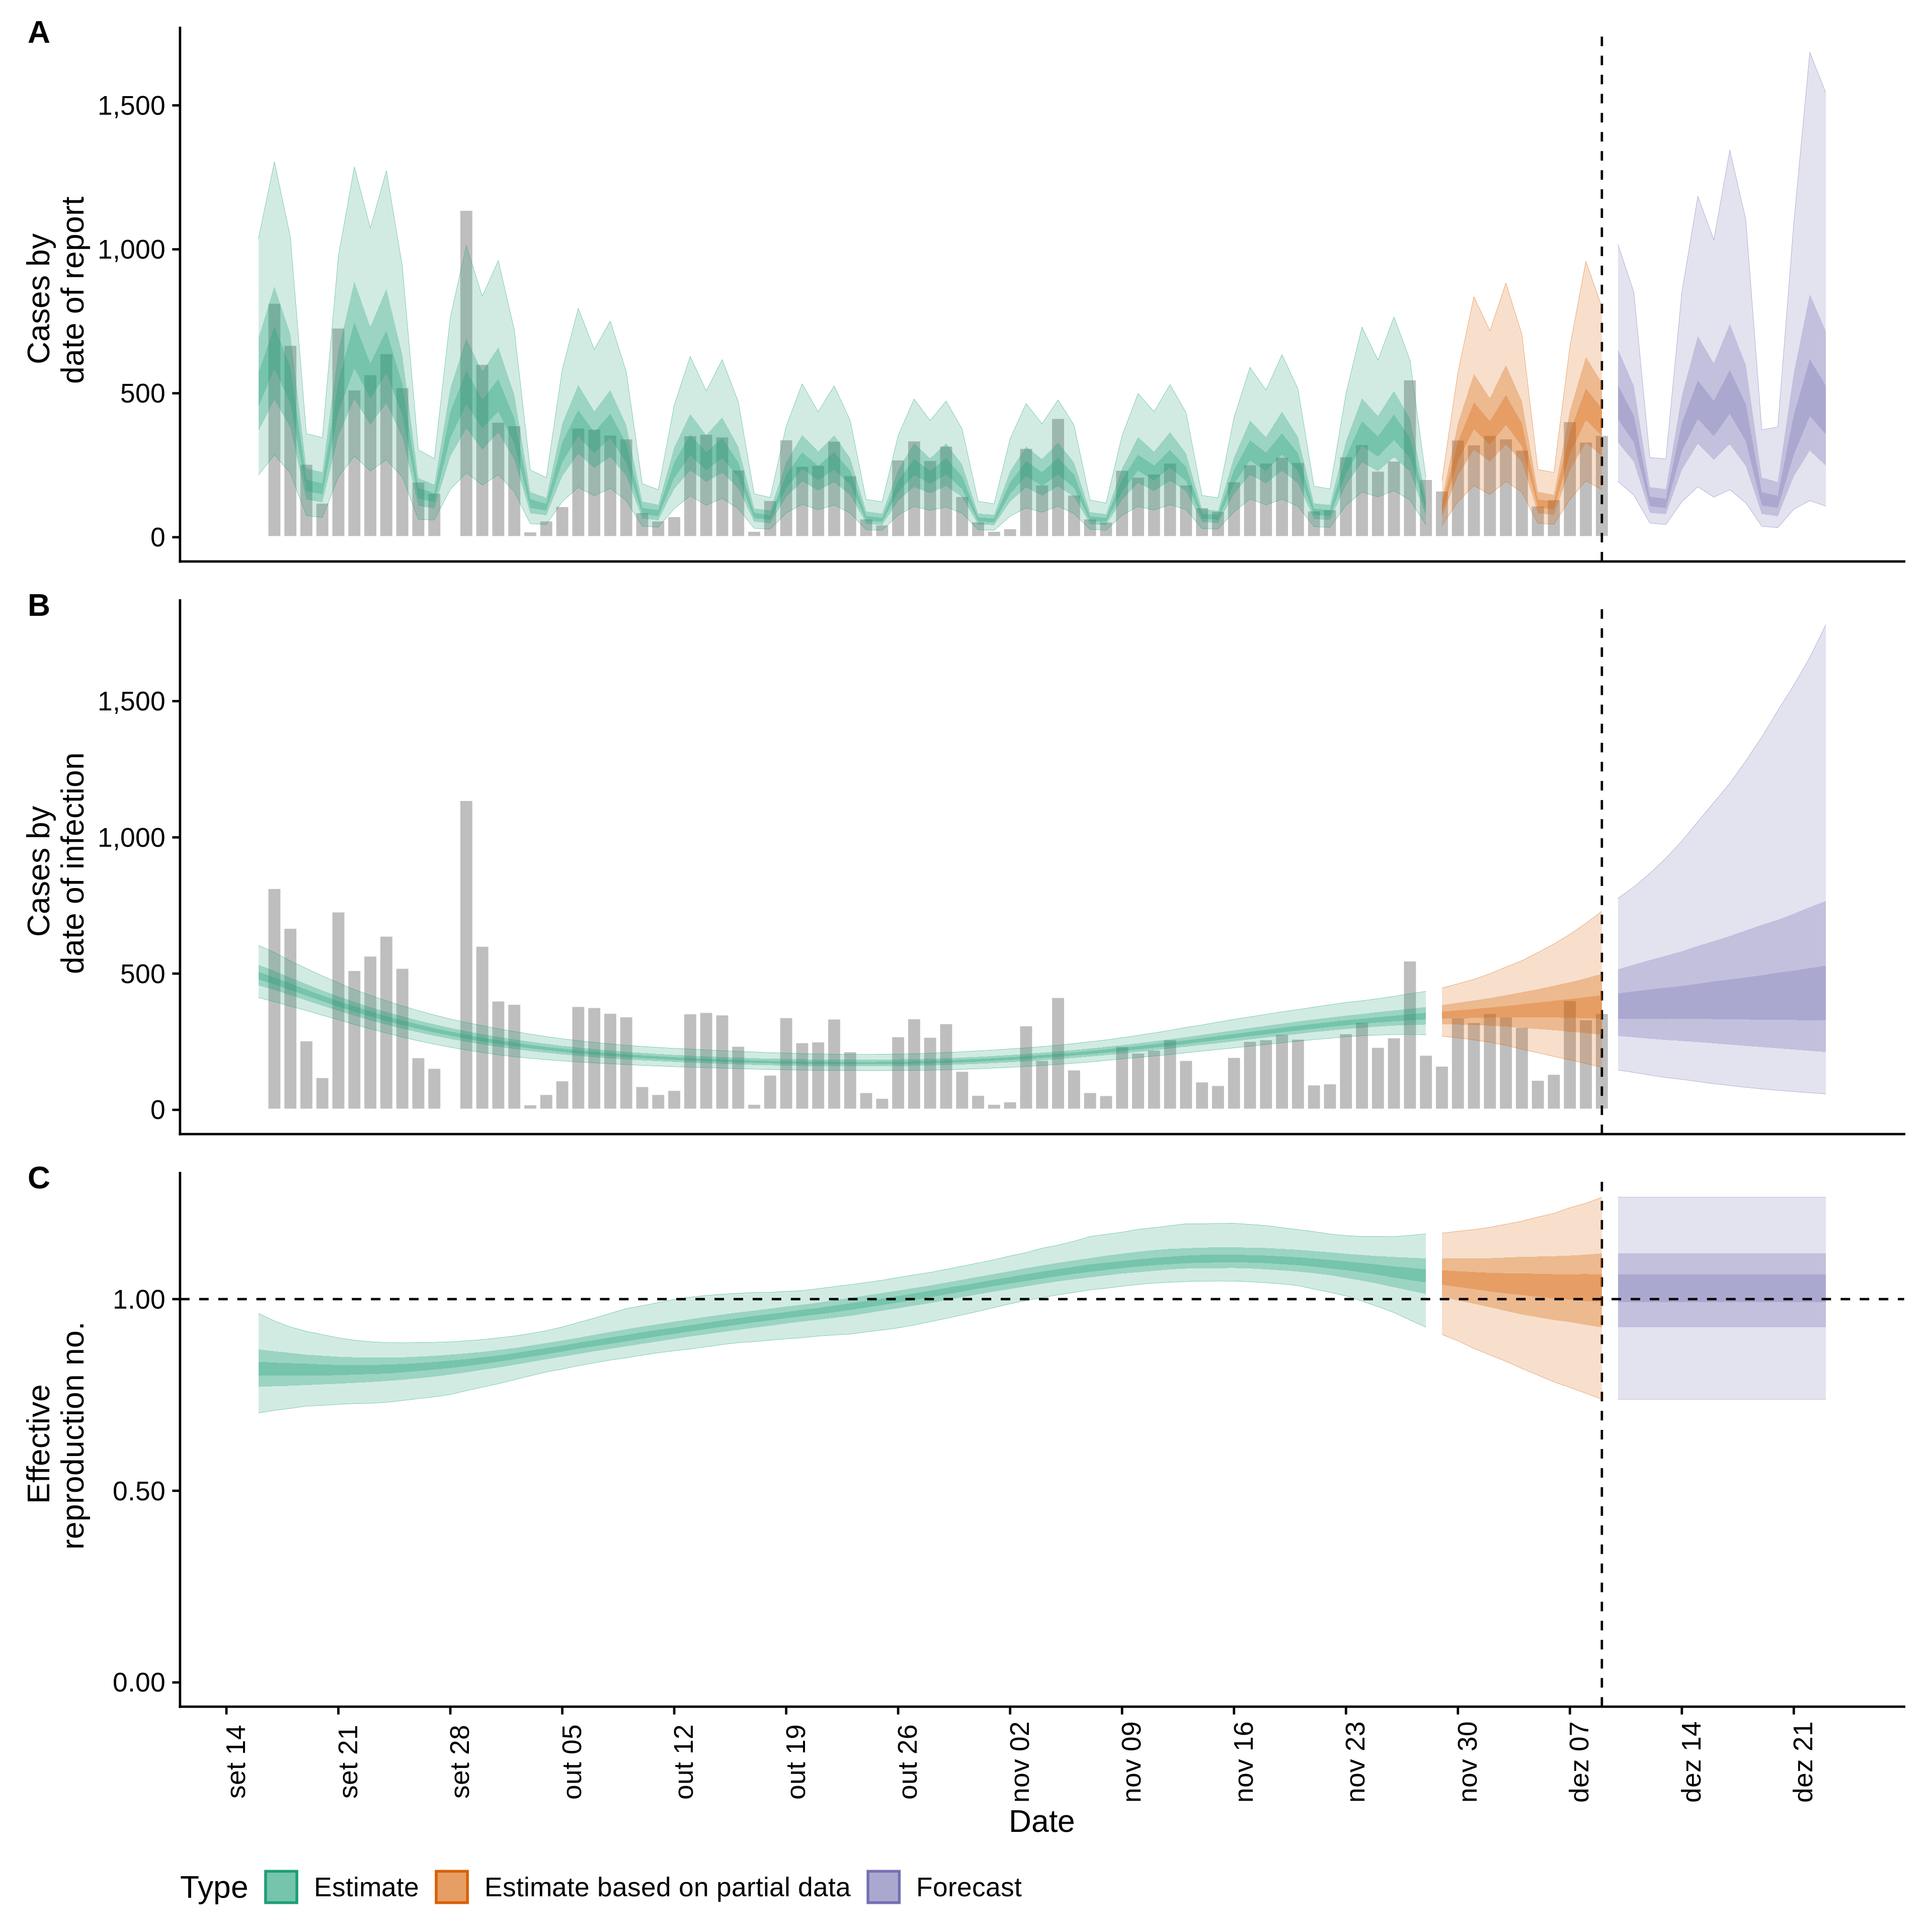 A
Cases by
date of report
1,500
1,000
500
0
B
Cases by
date of infection
1,500
1,000
500
0
C
Effective
reproduction no.
1.00
0.50
0.00
set 14
set 21
set 28
out 05
out 12
out 19
out 26
nov 02
nov 09
nov 16
nov 23
nov 30
dez 07
dez 14
dez 21
Date
Type Estimate Estimate based on partial data Forecast